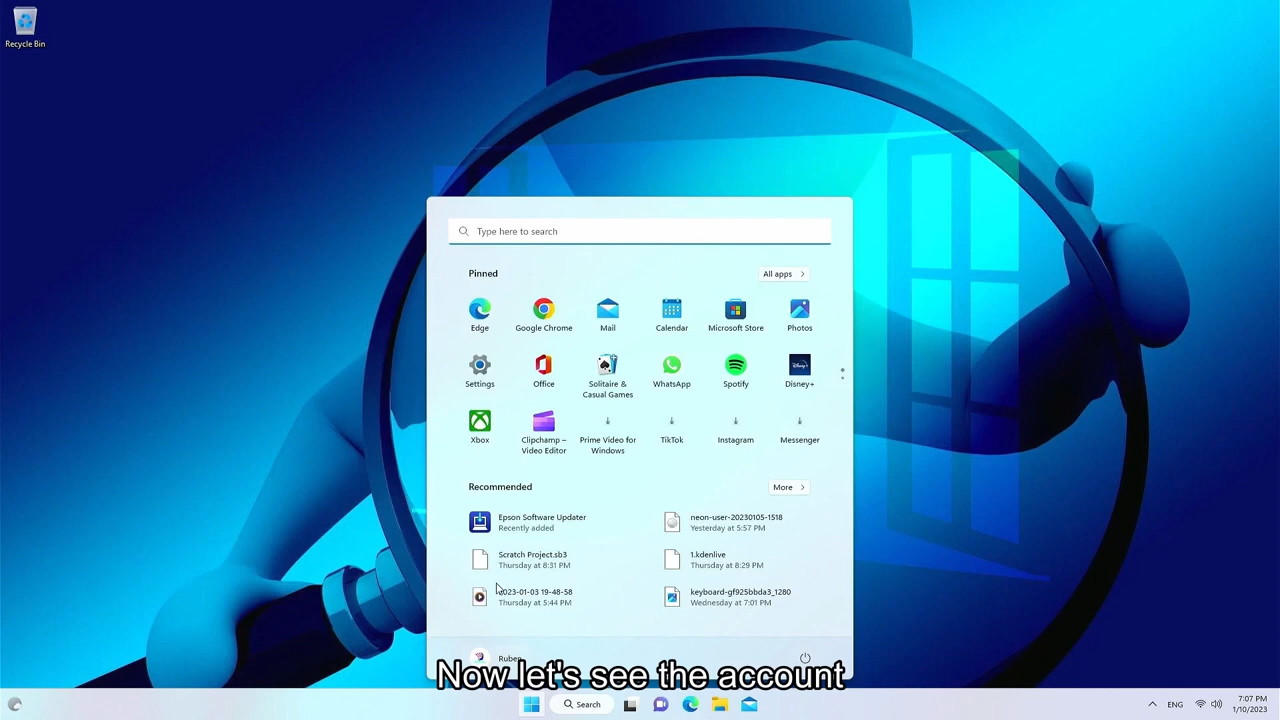 Recycle Bin
Type here to search
Pinned
All apps
Edge
Google Chrome
Mail
Calendar
Microsoft Store
Photos
Settings
Office
Solitaire &
Casual Games
WhatsApp
Spotify
Disney+
Xbox
Clipchamp –
Video Editor
Prime Video for
Windows
TikTok
Instagram
Messenger
Recommended
More
Epson Software Updater
Recently added
neon-user-20230105-1518
Yesterday at 5:57 PM
Scratch Project.sb3
Thursday at 8:31 PM
1.kdenlive
Thursday at 8:29 PM
2023-01-03 19-48-58
Thursday at 5:44 PM
keyboard-gf925bbda3_1280
Wednesday at 7:01 PM
Ruben
Now let's see the account
Search
ENG
7:07 PM
1/10/2023